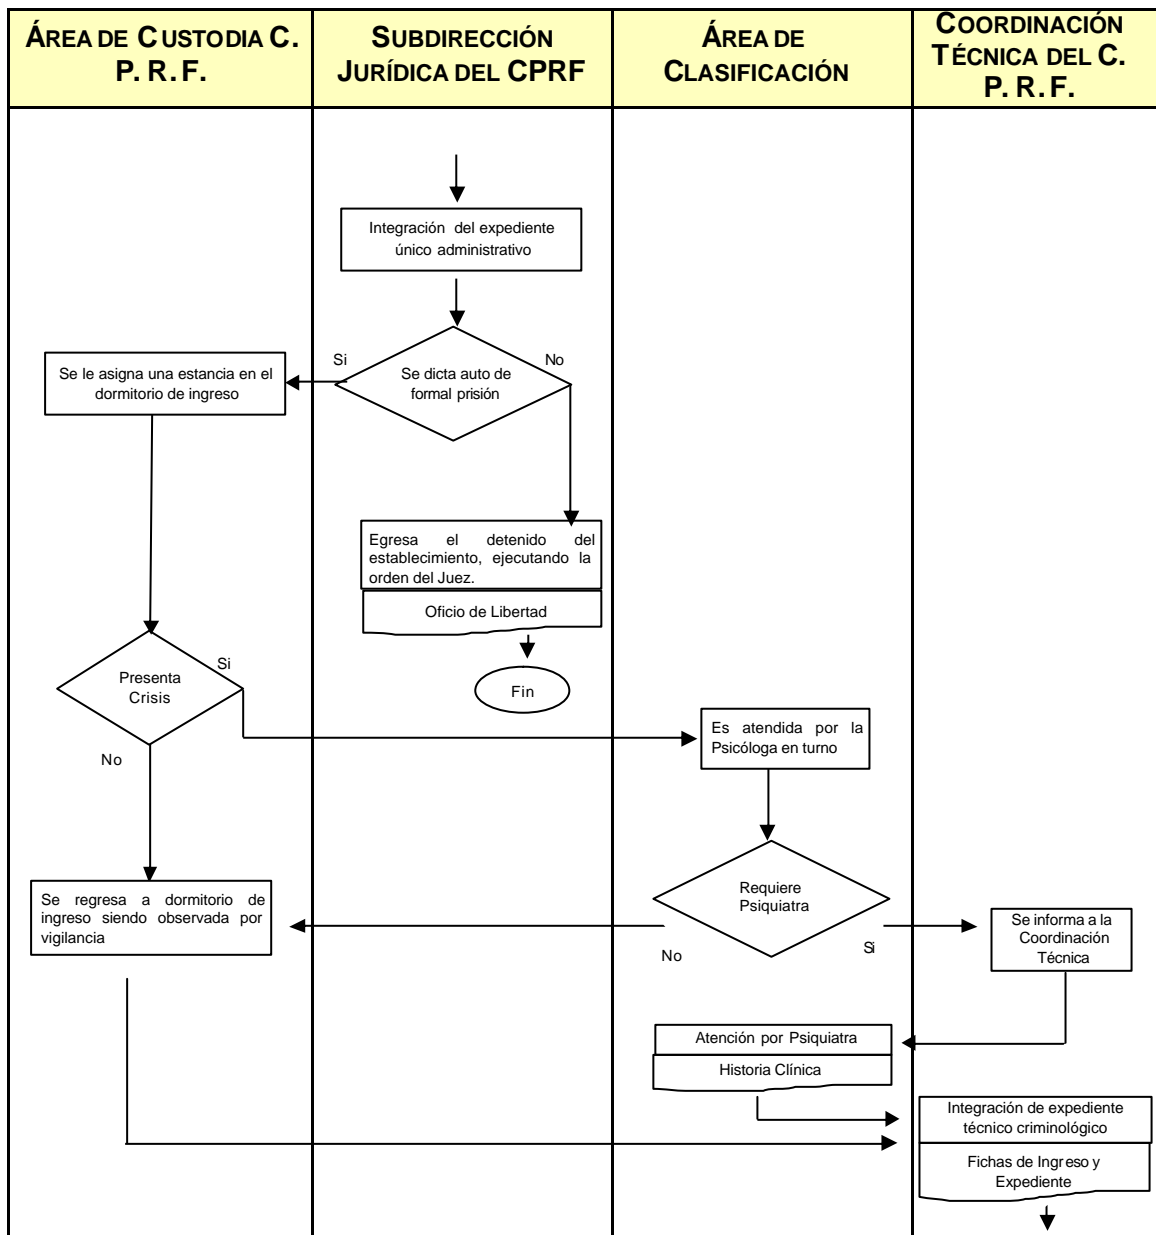 ÁREA DE CUSTODIA C.
P. R. F.
SUBDIRECCIÓN
JURÍDICA DEL CPRF
ÁREA DE
CLASIFICACIÓN
COORDINACIÓN
TÉCNICA DEL C.
P. R. F.
Integración del expediente
único administrativo
Si
No
Se dicta auto de
formal prisión
Se le asigna una estancia en el
dormitorio de ingreso
Egresa el detenido del
establecimiento, ejecutando la
orden del Juez.
Oficio de Libertad
Fin
Si
Presenta
Crisis
No
Es atendida por la
Psicóloga en turno
Requiere
Psiquiatra
Se regresa a dormitorio de
ingreso siendo observada por
vigilancia
No
Si
Se informa a la
Coordinación
Técnica
Atención por Psiquiatra
Historia Clínica
Integración de expediente
técnico criminológico
Fichas de Ingreso y
Expediente